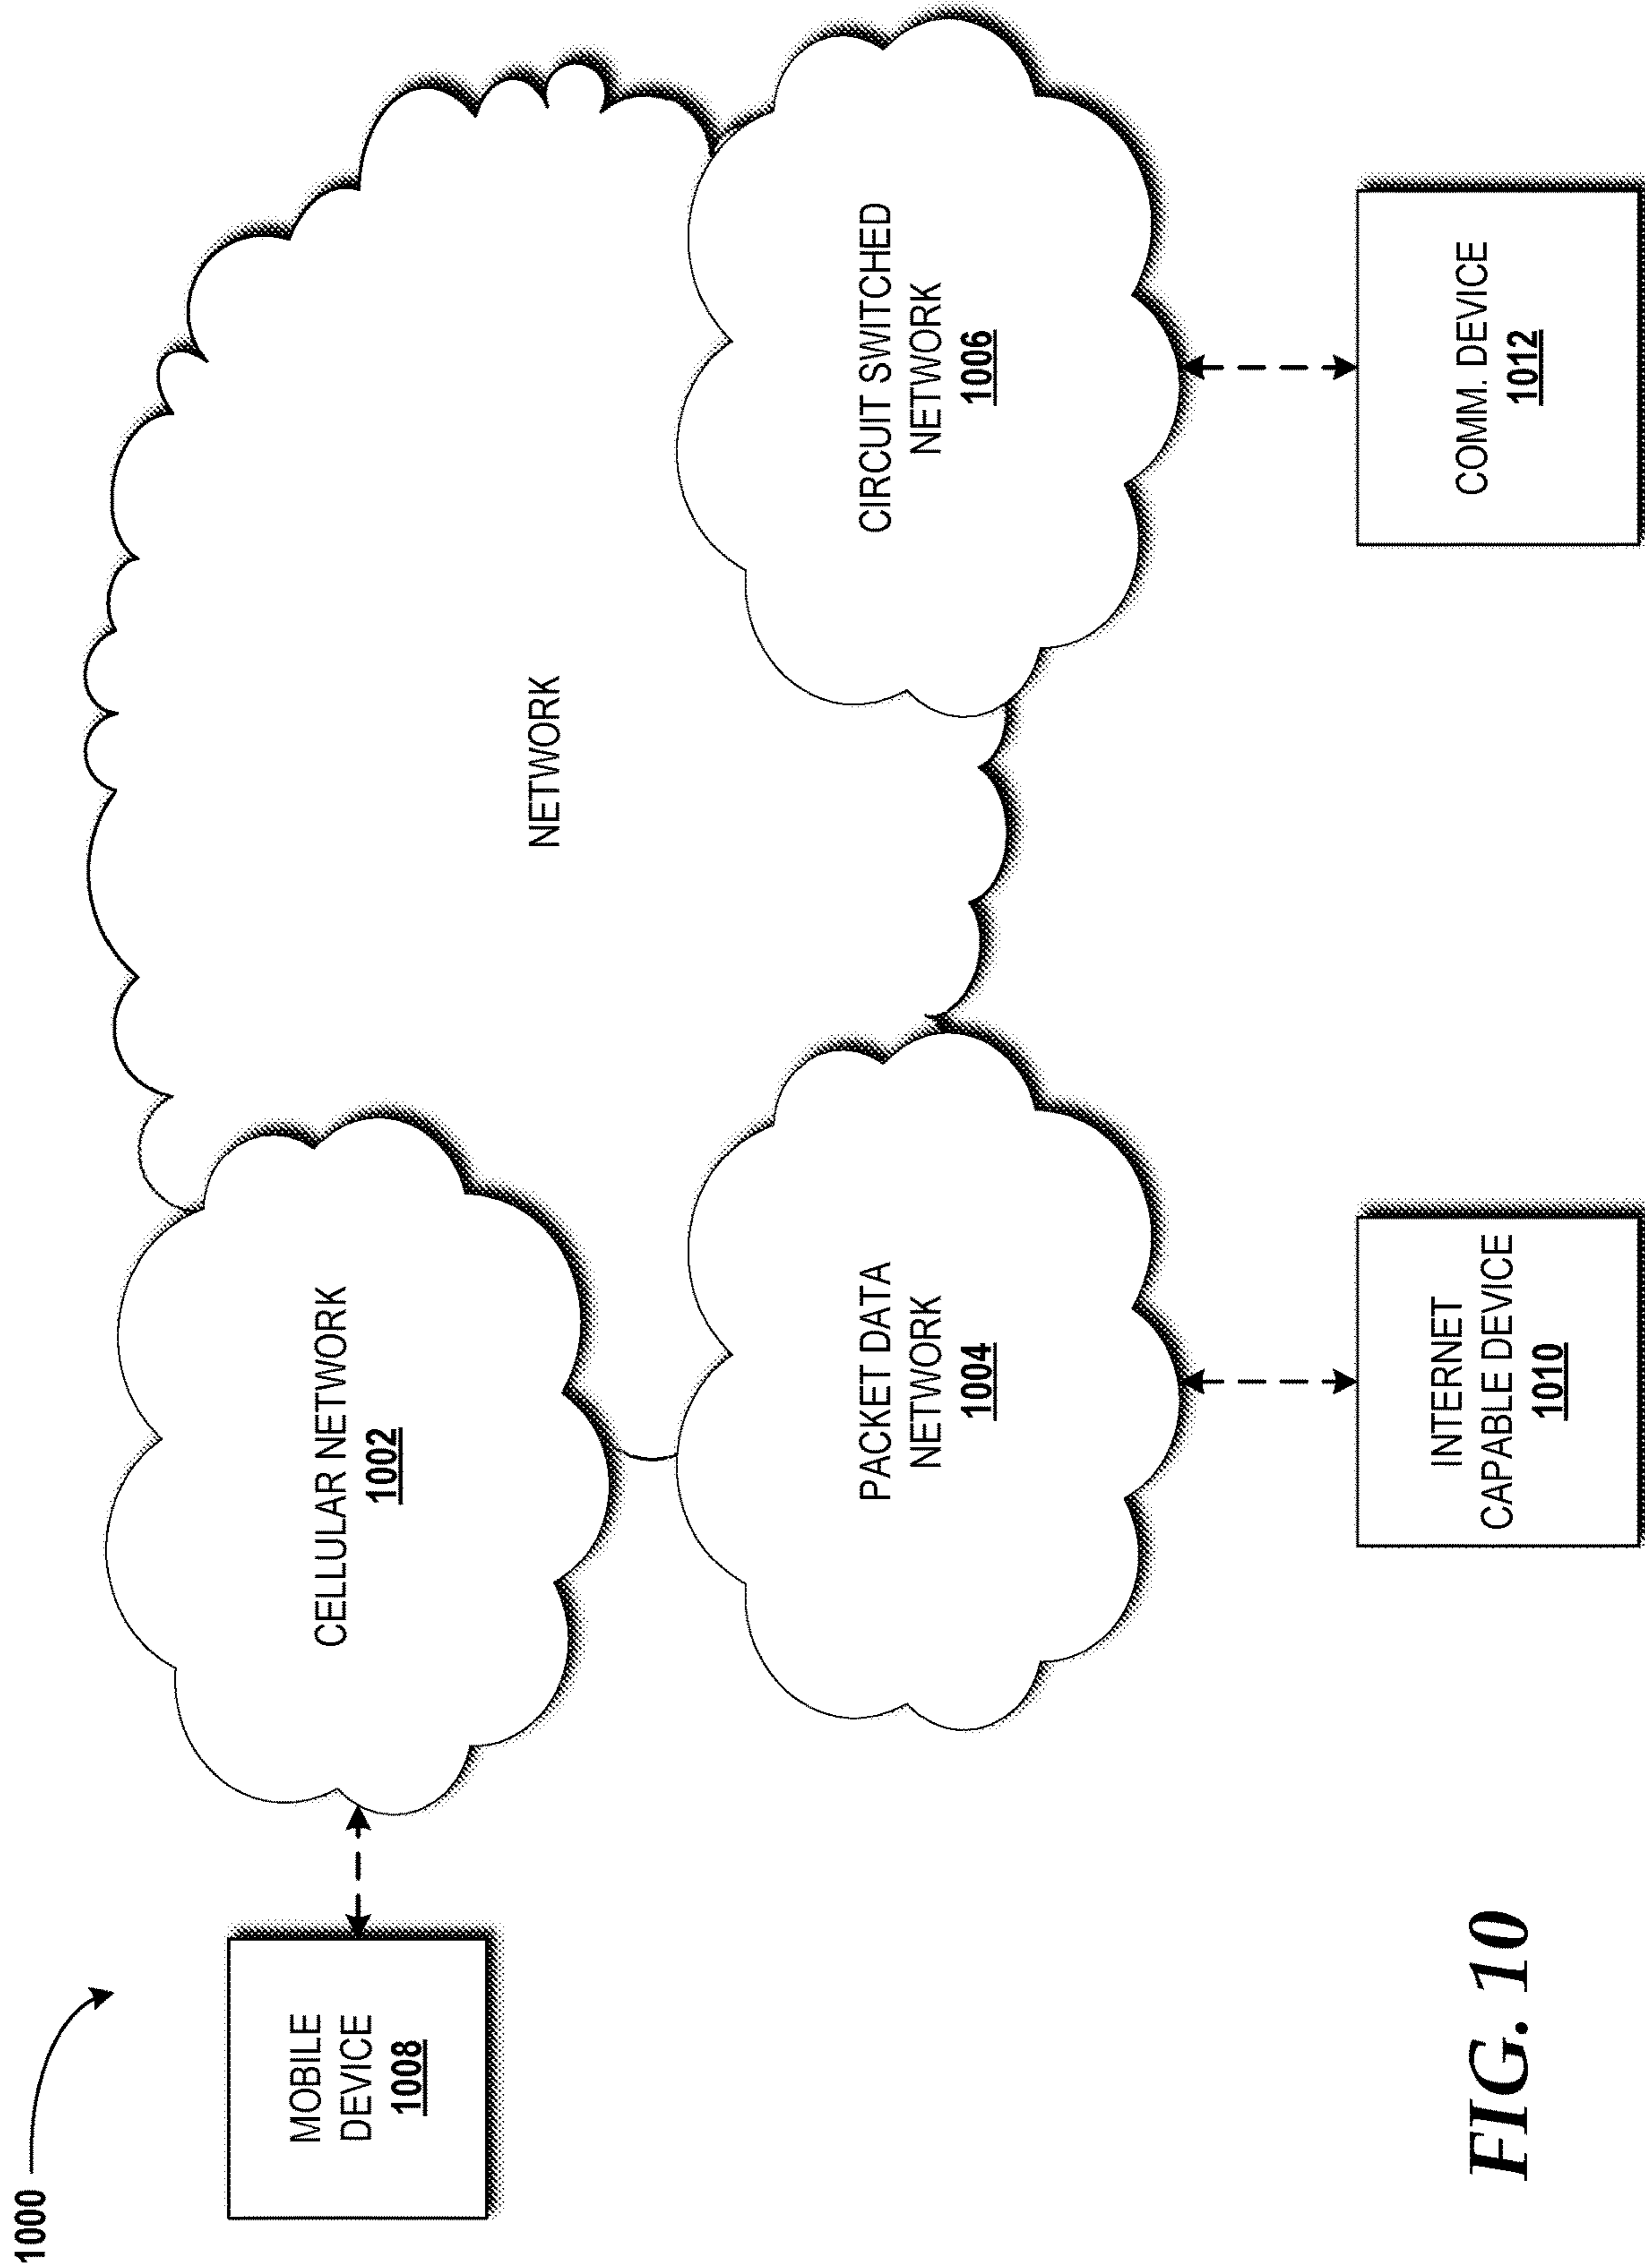 1000
MOBILE
DEVICE
1008
CELLULAR NETWORK
1002
NETWORK
PACKET DATA
NETWORK
1004
CIRCUIT SWITCHED
NETWORK
1006
INTERNET
CAPABLE DEVICE
1010
COMM. DEVICE
1012
FIG. 10